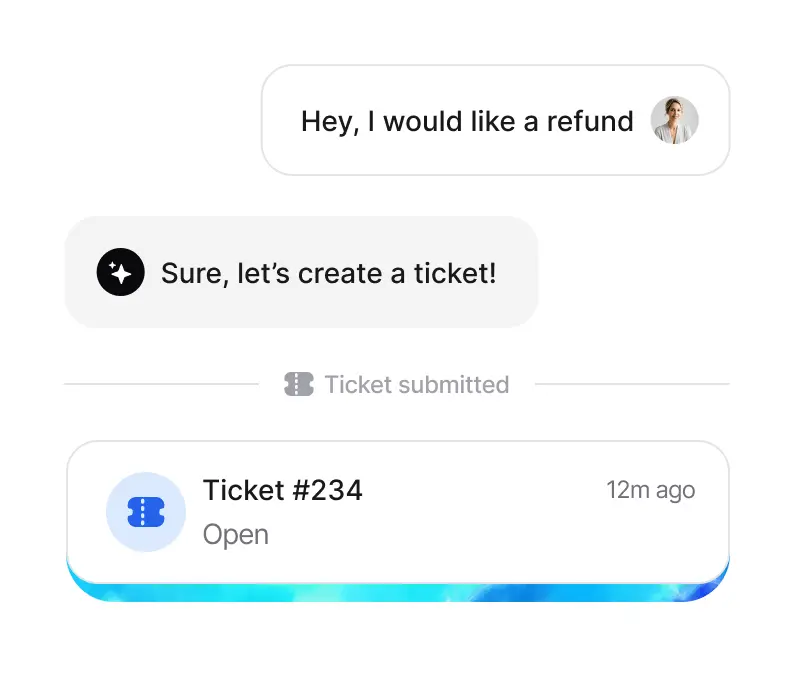 Hey, I would like a refund
Sure, let’s create a ticket!
Ticket submitted
Ticket #234
12m ago
Open